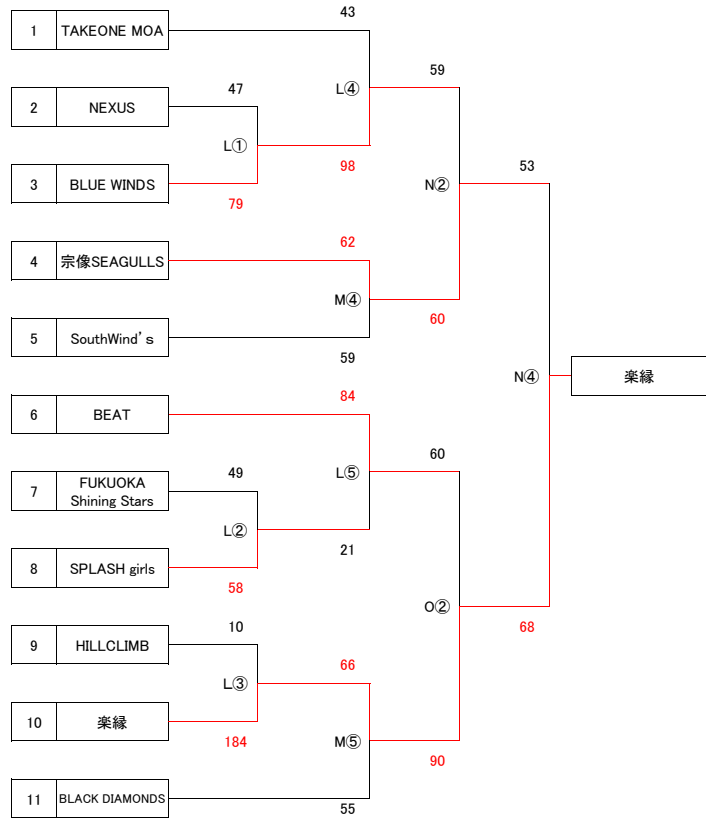 43
1 TAKEONE MOA
59
47
L④
2 NEXUS
L①
53
98
3 BLUE WINDS
N②
79
62
4 宗像SEAGULLS
M④
60
5 SouthWind's
59
N④
楽縁
84
6 BEAT
60
49
L⑤
7 FUKUOKA
Shining Stars
L②
21
8 SPLASH girls
58
O②
10
68
9 HILLCLIMB
66
L③
10 楽縁
184
M⑤
90
11 BLACK DIAMONDS
55